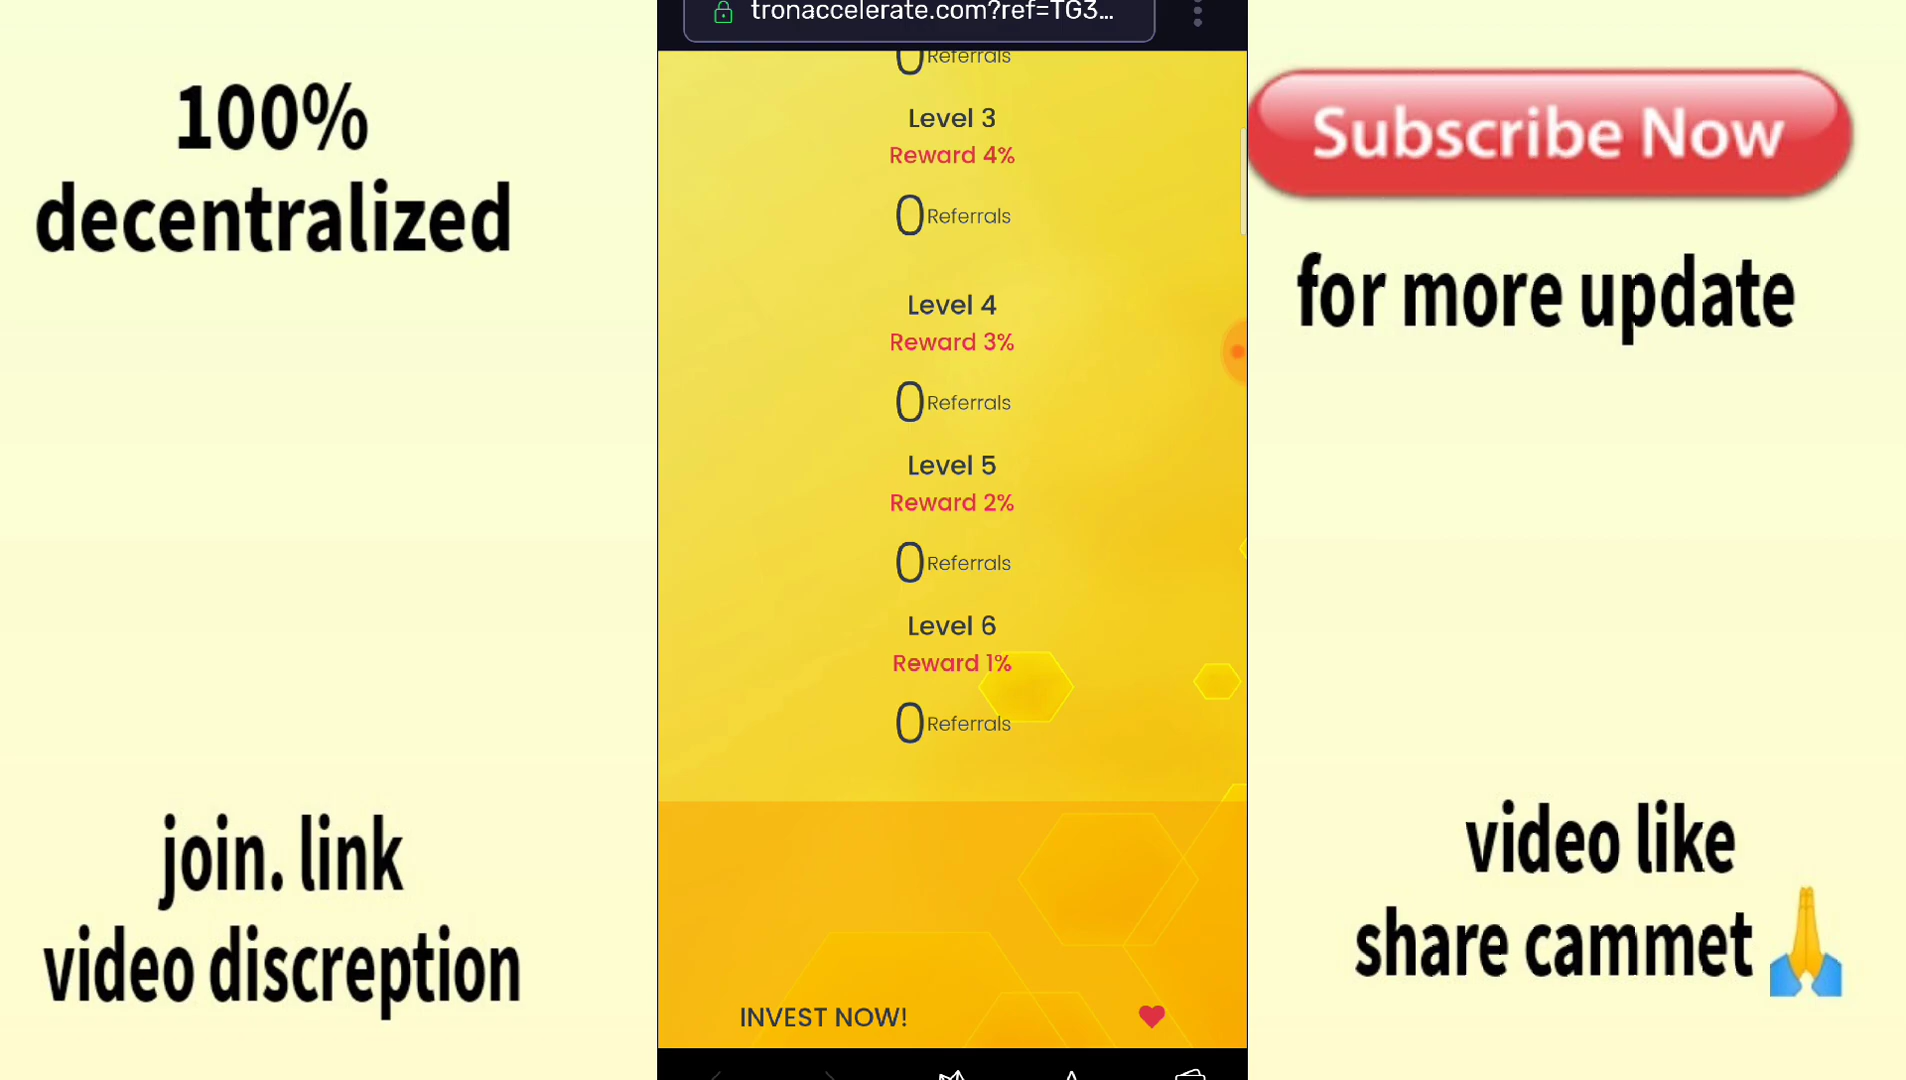 tronaccelerate.com?ref=TG3...
100%
decentralized
Subscribe Now
for more update
0 Referrals
Level 3
Reward 4%
0 Referrals
Level 4
Reward 3%
0 Referrals
Level 5
Reward 2%
0 Referrals
Level 6
Reward 1%
0 Referrals
join. link
video discreption
video like
share cammet
INVEST NOW!